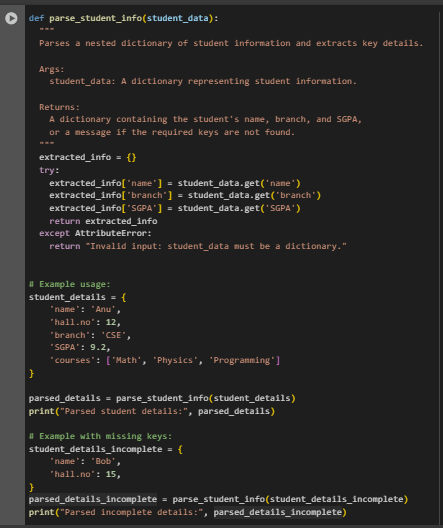 def parse_student_info(student_data):
  """
  Parses a nested dictionary of student information and extracts key details.

  Args:
    student_data: A dictionary representing student information.

  Returns:
    A dictionary containing the student's name, branch, and SGPA,
    or a message if the required keys are not found.
  """
  extracted_info = {}
  try:
    extracted_info['name'] = student_data.get('name')
    extracted_info['branch'] = student_data.get('branch')
    extracted_info['SGPA'] = student_data.get('SGPA')
    return extracted_info
  except AttributeError:
    return "Invalid input: student_data must be a dictionary."


# Example usage:
student_details = {
    'name': 'Anu',
    'hall.no': 12,
    'branch': 'CSE',
    'SGPA': 9.2,
    'courses': ['Math', 'Physics', 'Programming']
}

parsed_details = parse_student_info(student_details)
print("Parsed student details:", parsed_details)

# Example with missing keys:
student_details_incomplete = {
    'name': 'Bob',
    'hall.no': 15,
}
parsed_details_incomplete = parse_student_info(student_details_incomplete)
print("Parsed incomplete details:", parsed_details_incomplete)